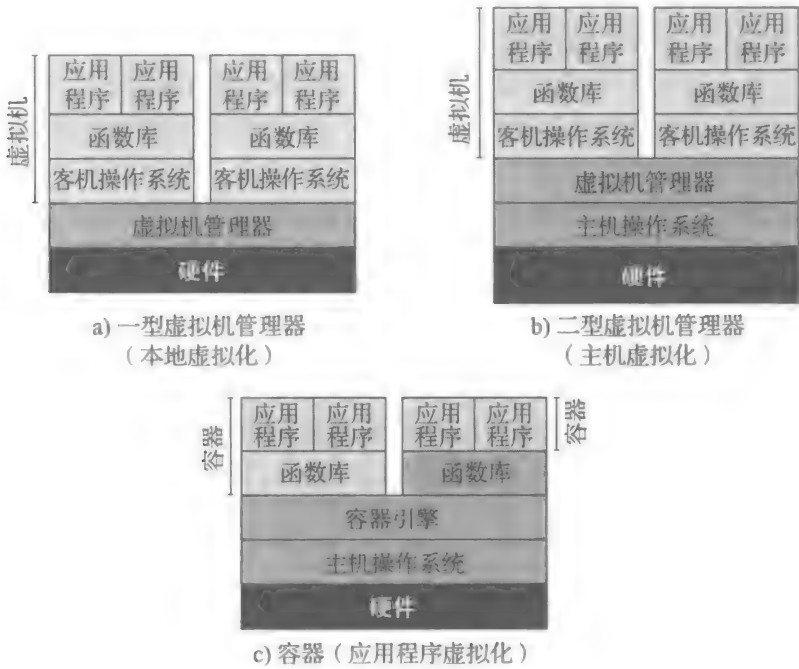 虚拟机
应用程序 应用程序 应用程序 应用程序
函数库 函数库
客机操作系统 客机操作系统
虚拟机管理器
硬件
a) 一型虚拟机管理器
（本地虚拟化）
虚拟机
应用程序 应用程序 应用程序 应用程序
函数库 函数库
客机操作系统 客机操作系统
虚拟机管理器
主机操作系统
硬件
b) 二型虚拟机管理器
（主机虚拟化）
容器
应用程序 应用程序 应用程序 应用程序
容器
函数库 函数库
容器引擎
主机操作系统
硬件
c) 容器（应用程序虚拟化）